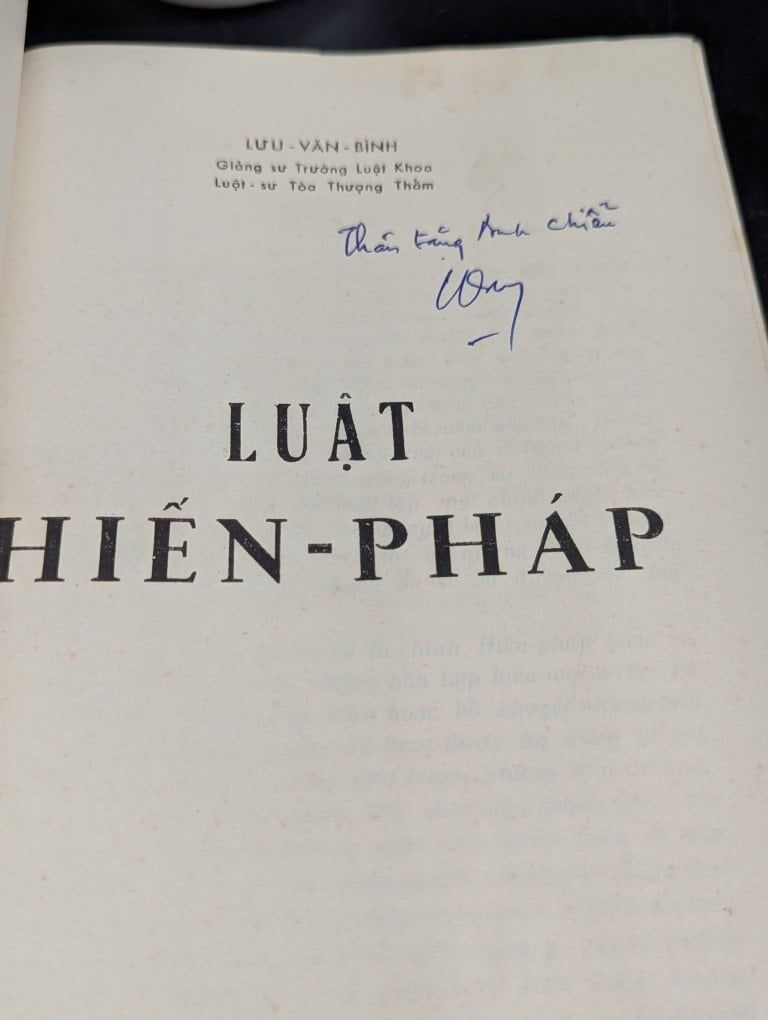 LƯU - VĂN - BÌNH
Giảng sư Trường Luật Khoa
Luật - sư Tòa Thượng Thẩm
Thân tặng Anh chiểu
LUẬT
HIẾN-PHÁP